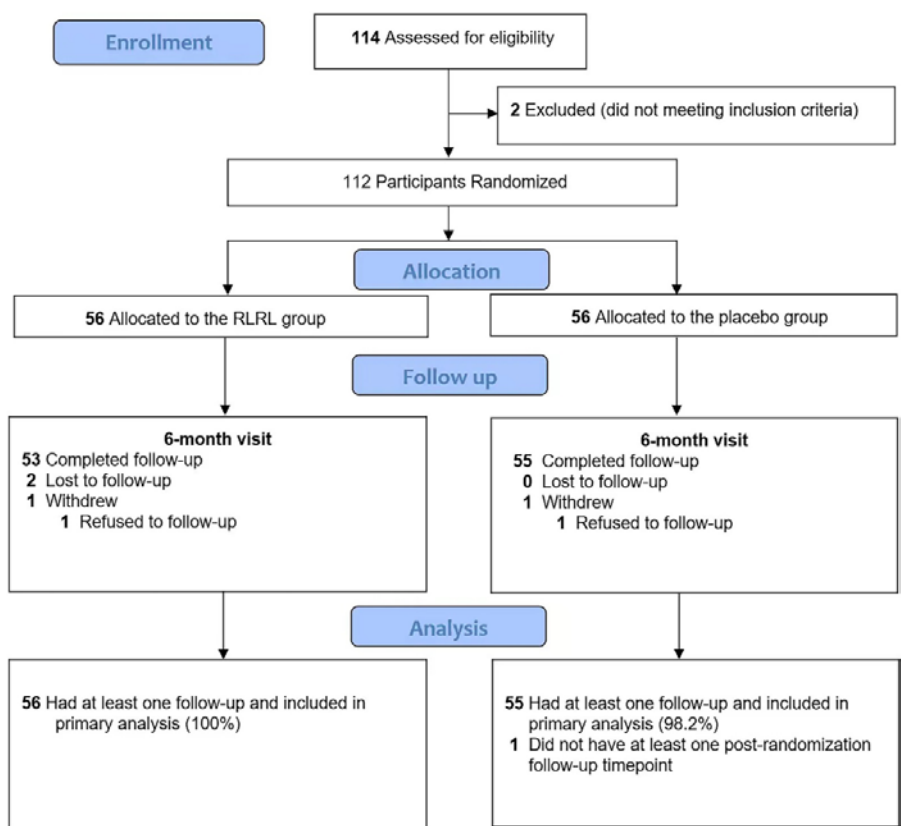 Enrollment
114 Assessed for eligibility
2 Excluded (did not meeting inclusion criteria)
112 Participants Randomized
Allocation
56 Allocated to the RLRL group
56 Allocated to the placebo group
Follow up
6-month visit
53 Completed follow-up
2 Lost to follow-up
1 Withdrew
1 Refused to follow-up
6-month visit
55 Completed follow-up
0 Lost to follow-up
1 Withdrew
1 Refused to follow-up
Analysis
56 Had at least one follow-up and included in
primary analysis (100%)
55 Had at least one follow-up and included in
primary analysis (98.2%)
1 Did not have at least one post-randomization
follow-up timepoint